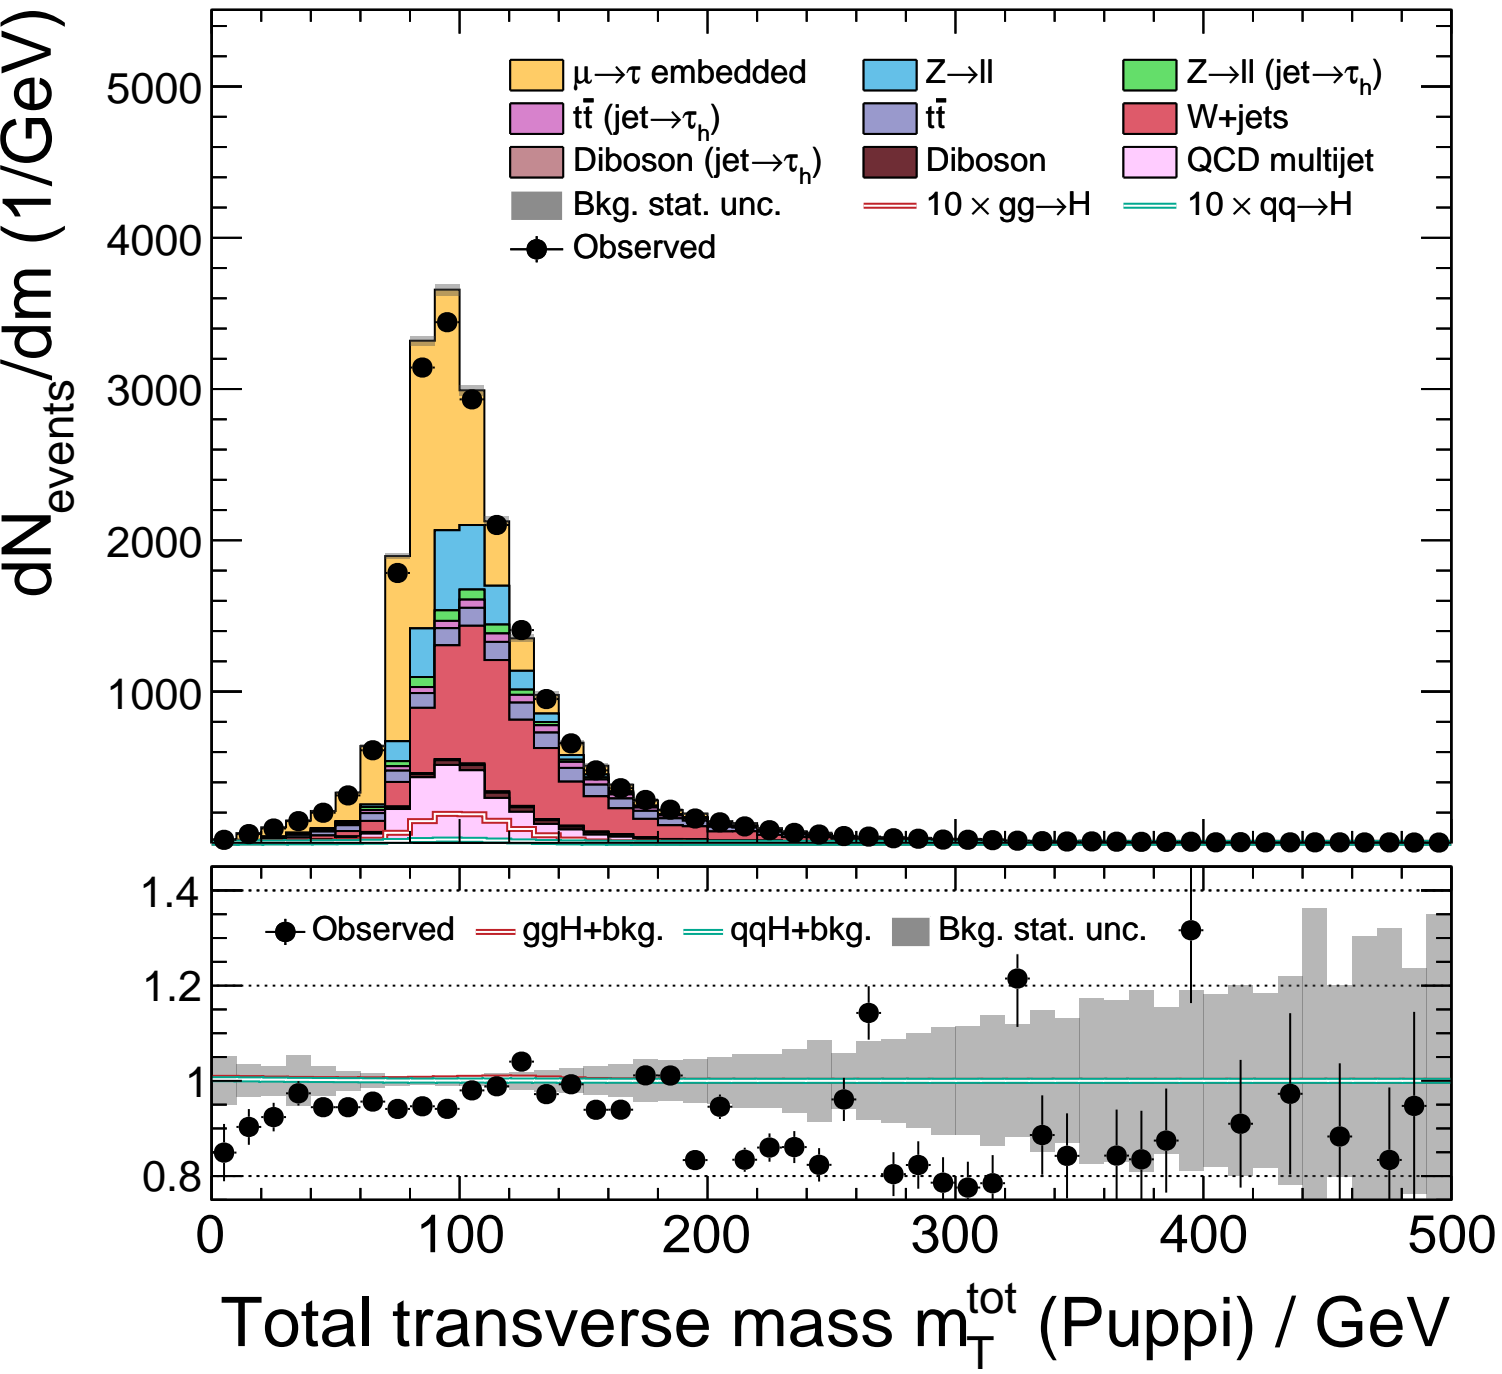 dN_events/dm (1/GeV)
5000
4000
3000
2000
1000
μ→τ embedded Z→ll Z→ll (jet→τ_h)
tt̄ (jet→τ_h) tt̄ W+jets
Diboson (jet→τ_h) Diboson QCD multijet
Bkg. stat. unc. 10 × gg→H 10 × qq→H
Observed
1.4
1.2
1
0.8
Observed ggH+bkg. qqH+bkg. Bkg. stat. unc.
0 100 200 300 400 500
Total transverse mass m_T^tot (Puppi) / GeV